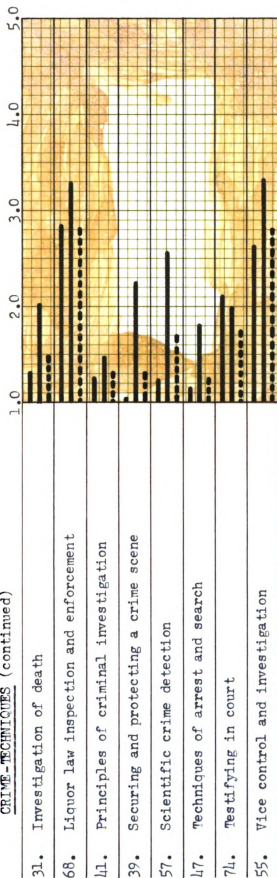 CRIME-TECHNIQUES (continued)
1.0 2.0 3.0 4.0 5.0
31. Investigation of death
68. Liquor law inspection and enforcement
41. Principles of criminal investigation
39. Securing and protecting a crime scene
57. Scientific crime detection
47. Techniques of arrest and search
74. Testifying in court
55. Vice control and investigation